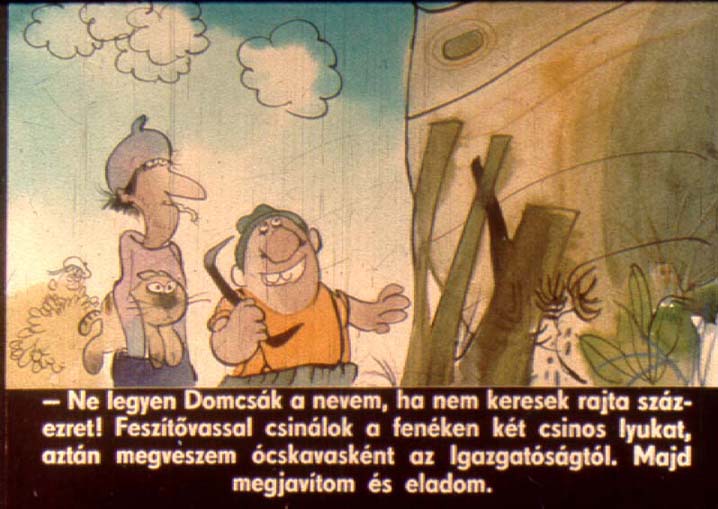 — Ne legyen Domcsák a nevem, ha nem keresek rajta száz-
ezret! Feszítővassal csinálok a fenéken két csinos lyukat,
aztán megveszem ócskavasként az Igazgatóságtól. Majd
megjavítom és eladom.